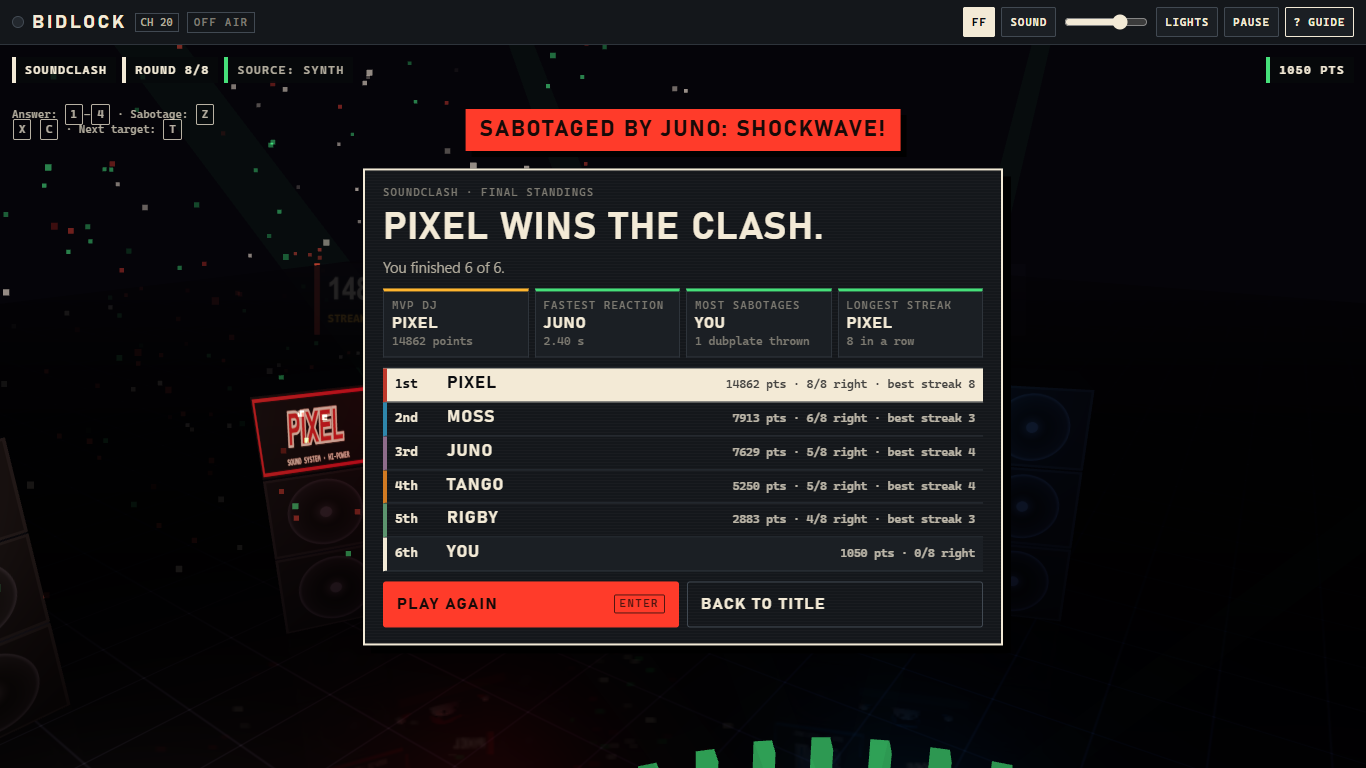 BIDLOCK CH 20 OFF AIR FF SOUND LIGHTS PAUSE ? GUIDE
SOUNDCLASH ROUND 8/8 SOURCE: SYNTH 1050 PTS
Answer: 1 – 4 · Sabotage: Z
X C · Next target: T
SABOTAGED BY JUNO: SHOCKWAVE!
SOUNDCLASH · FINAL STANDINGS
PIXEL WINS THE CLASH.
You finished 6 of 6.
MVP DJ FASTEST REACTION MOST SABOTAGES LONGEST STREAK
PIXEL JUNO YOU PIXEL
14862 points 2.40 s 1 dubplate thrown 8 in a row
1st PIXEL 14862 pts · 8/8 right · best streak 8
2nd MOSS 7913 pts · 6/8 right · best streak 3
3rd JUNO 7629 pts · 5/8 right · best streak 4
4th TANGO 5250 pts · 5/8 right · best streak 4
5th RIGBY 2883 pts · 4/8 right · best streak 3
6th YOU 1050 pts · 0/8 right
PLAY AGAIN ENTER BACK TO TITLE
PIXEL
SOUND SYSTEM · HI-POWER